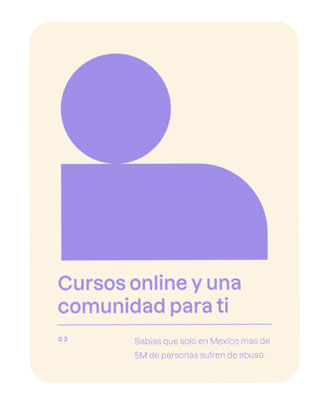 Cursos online y una
comunidad para ti
03
Sabías que solo en Mexico mas de
5M de personas sufren de abuso.